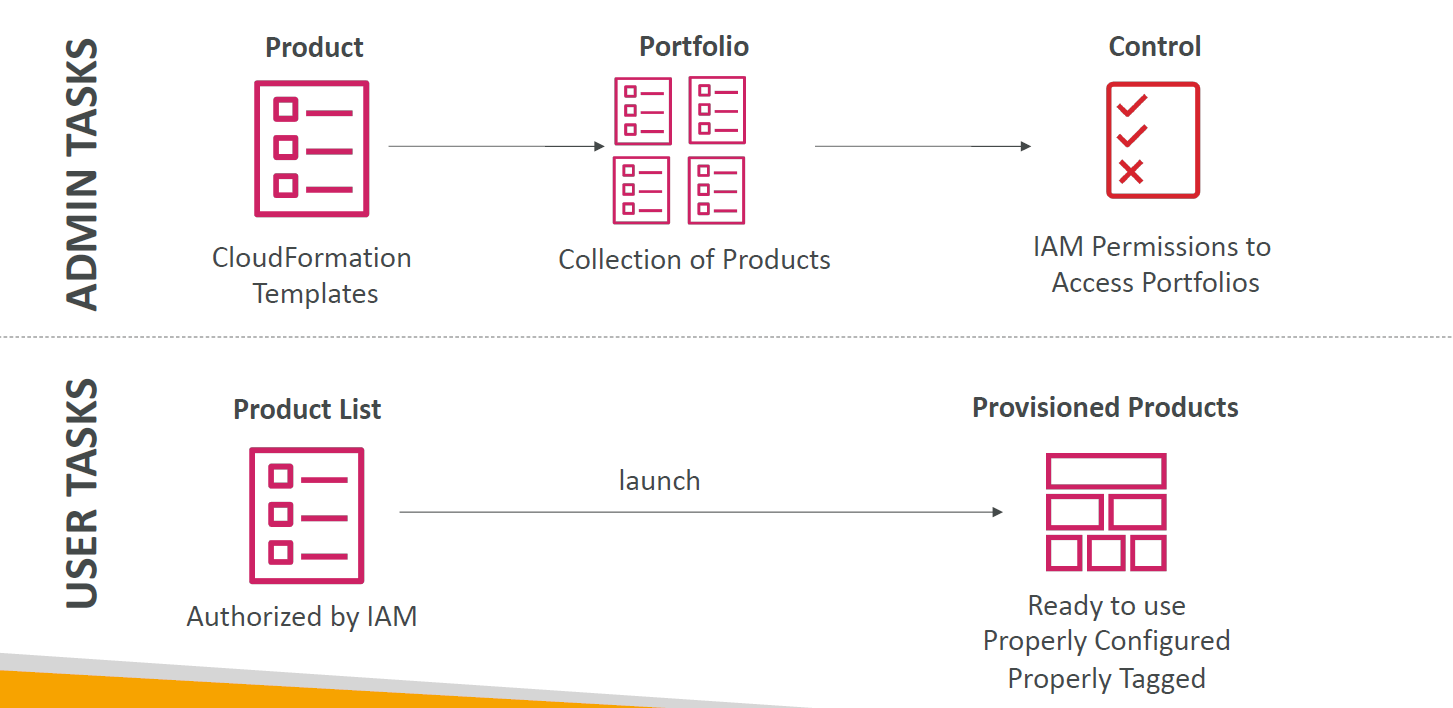 ADMIN TASKS
Product
Portfolio
Control
CloudFormation
Templates
Collection of Products
IAM Permissions to
Access Portfolios
USER TASKS
Product List
launch
Provisioned Products
Authorized by IAM
Ready to use
Properly Configured
Properly Tagged